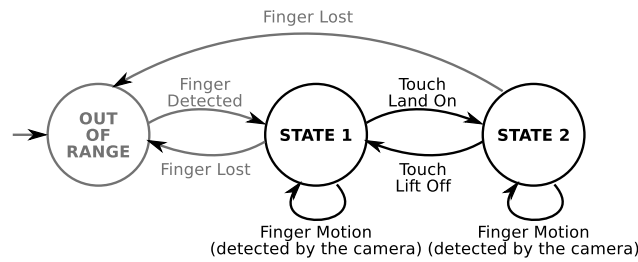 Finger Lost
Finger
Detected
Touch
Land On
OUT
OF
RANGE
STATE 1
STATE 2
Finger Lost
Touch
Lift Off
Finger Motion
(detected by the camera)
Finger Motion
(detected by the camera)